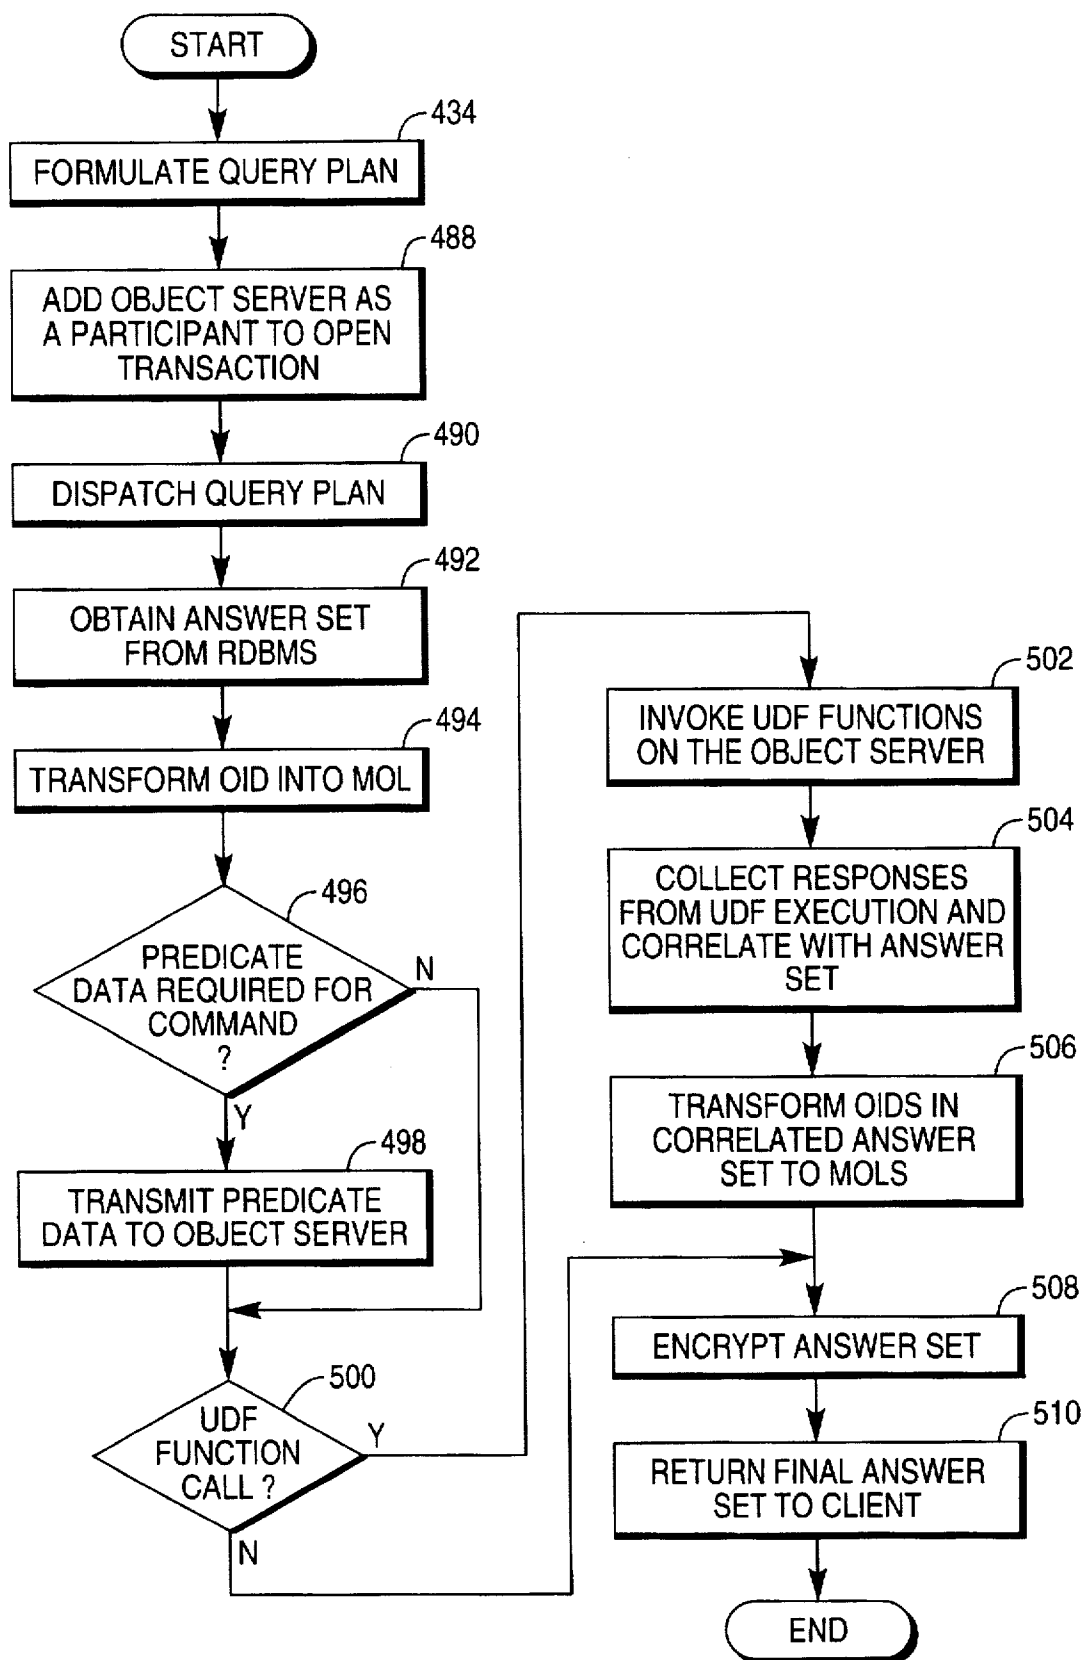 START
434
FORMULATE QUERY PLAN
488
ADD OBJECT SERVER AS
A PARTICIPANT TO OPEN
TRANSACTION
490
DISPATCH QUERY PLAN
492
OBTAIN ANSWER SET
FROM RDBMS
494
TRANSFORM OID INTO MOL
496
PREDICATE
DATA REQUIRED FOR
COMMAND
?
N
Y
498
TRANSMIT PREDICATE
DATA TO OBJECT SERVER
500
UDF
FUNCTION
CALL ?
Y
N
502
INVOKE UDF FUNCTIONS
ON THE OBJECT SERVER
504
COLLECT RESPONSES
FROM UDF EXECUTION AND
CORRELATE WITH ANSWER
SET
506
TRANSFORM OIDS IN
CORRELATED ANSWER
SET TO MOLS
508
ENCRYPT ANSWER SET
510
RETURN FINAL ANSWER
SET TO CLIENT
END